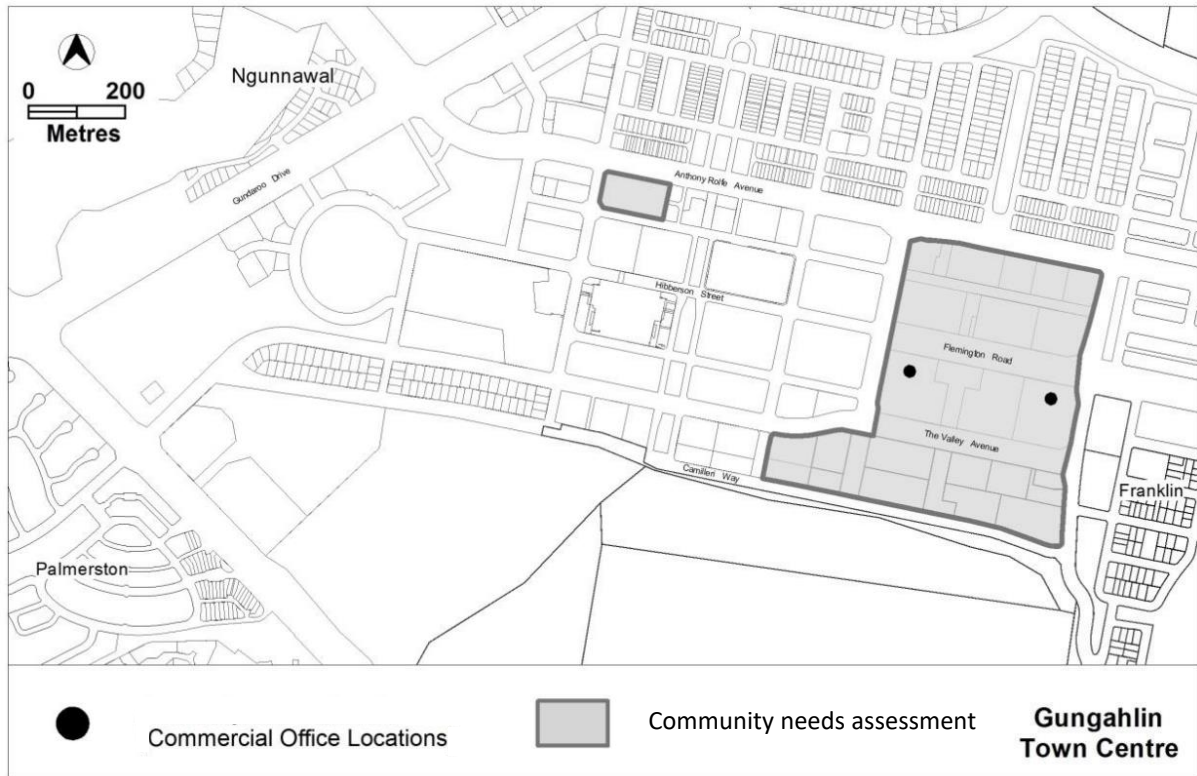 Ngunnawal
0 200
Metres
Gundaroo Drive
Anthony Rolfe Avenue
Hibberson Street
Flemington Road
The Valley Avenue
Camilleri Way
Franklin
Palmerston
Commercial Office Locations
Community needs assessment
Gungahlin
Town Centre